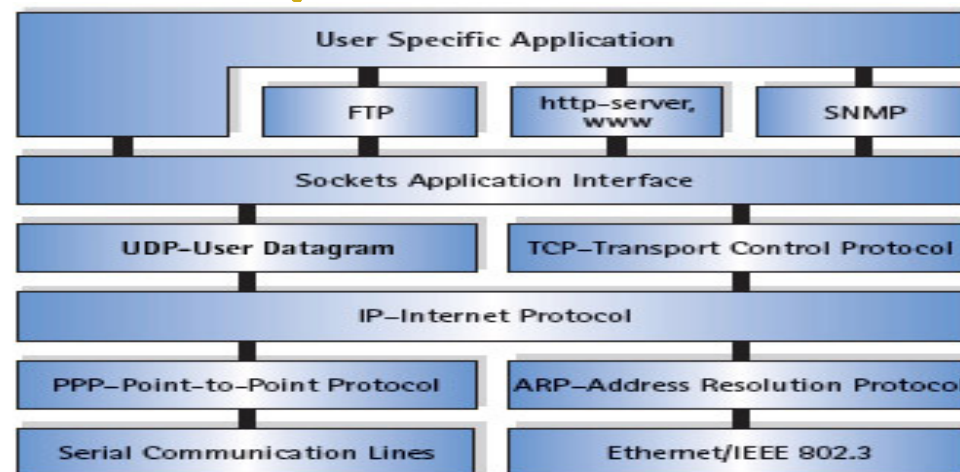 User Specific Application
FTP
http-server,
www
SNMP
Sockets Application Interface
UDP-User Datagram
TCP-Transport Control Protocol
IP-Internet Protocol
PPP-Point-to-Point Protocol
ARP-Address Resolution Protocol
Serial Communication Lines
Ethernet/IEEE 802.3